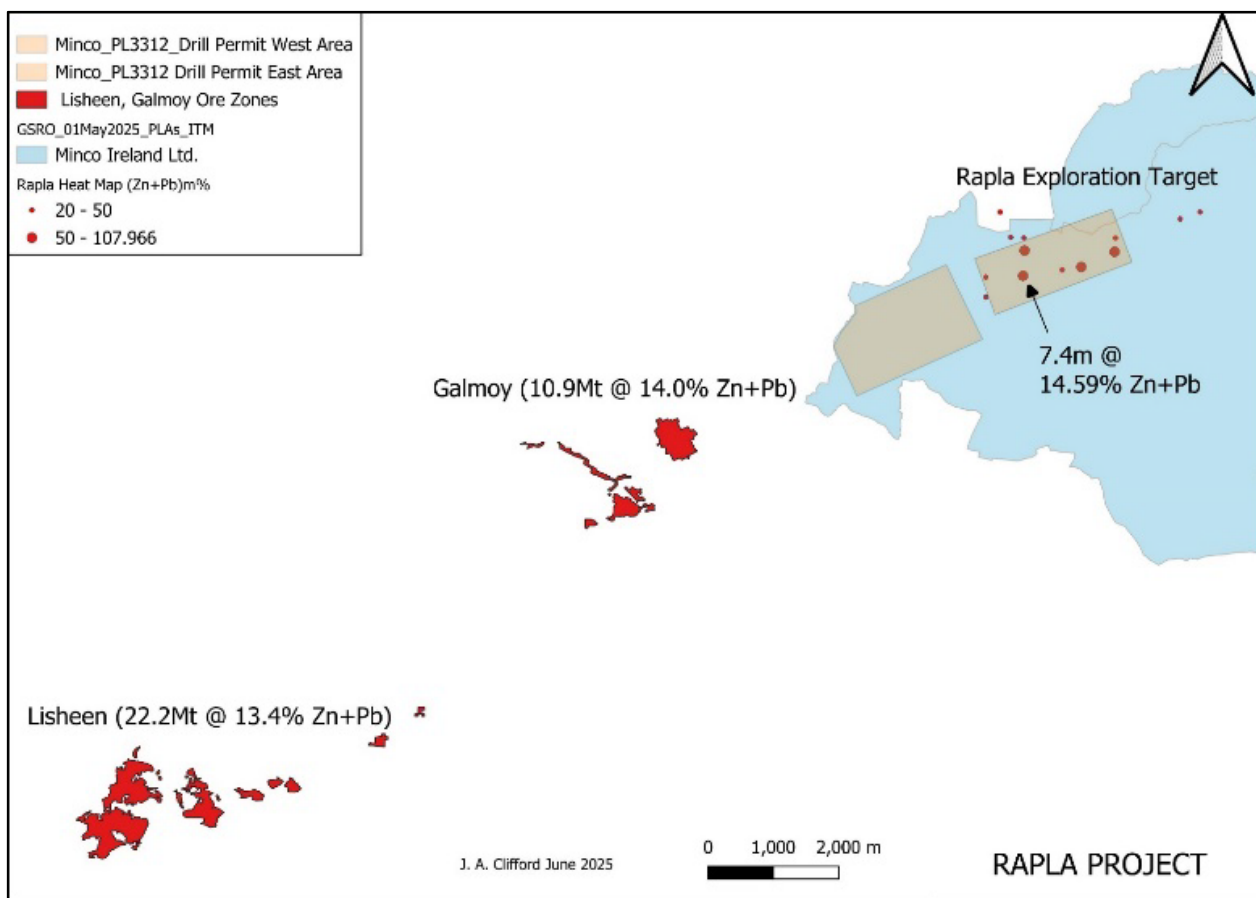 Minco_PL3312_Drill Permit West Area
Minco_PL3312 Drill Permit East Area
Lisheen, Galmoy Ore Zones
GSRO_01May2025_PLAs_ITM
Minco Ireland Ltd.
Rapla Heat Map (Zn+Pb)m%
20 - 50
50 - 107.966
Rapla Exploration Target
7.4m @
14.59% Zn+Pb
Galmoy (10.9Mt @ 14.0% Zn+Pb)
Lisheen (22.2Mt @ 13.4% Zn+Pb)
J. A. Clifford June 2025
0 1,000 2,000 m
RAPLA PROJECT